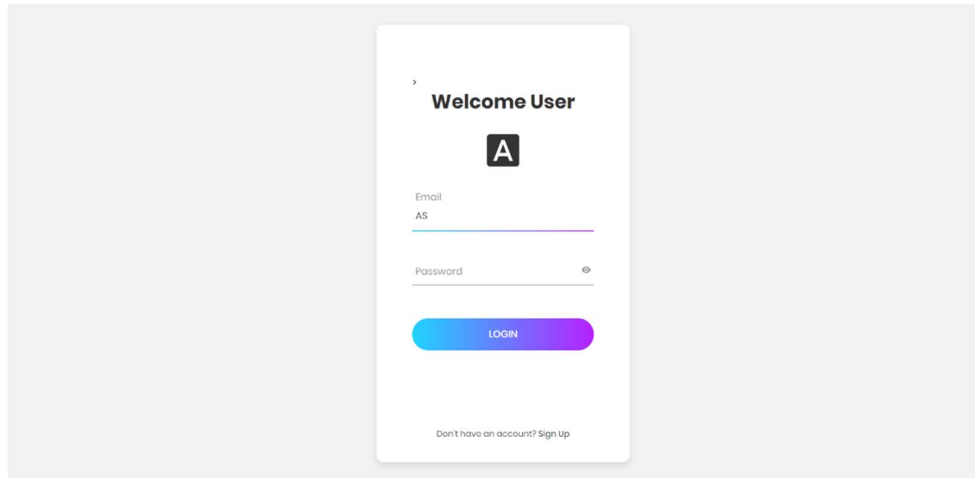 >
Welcome User
A
Email
AS
Password
LOGIN
Don't have an account? Sign Up